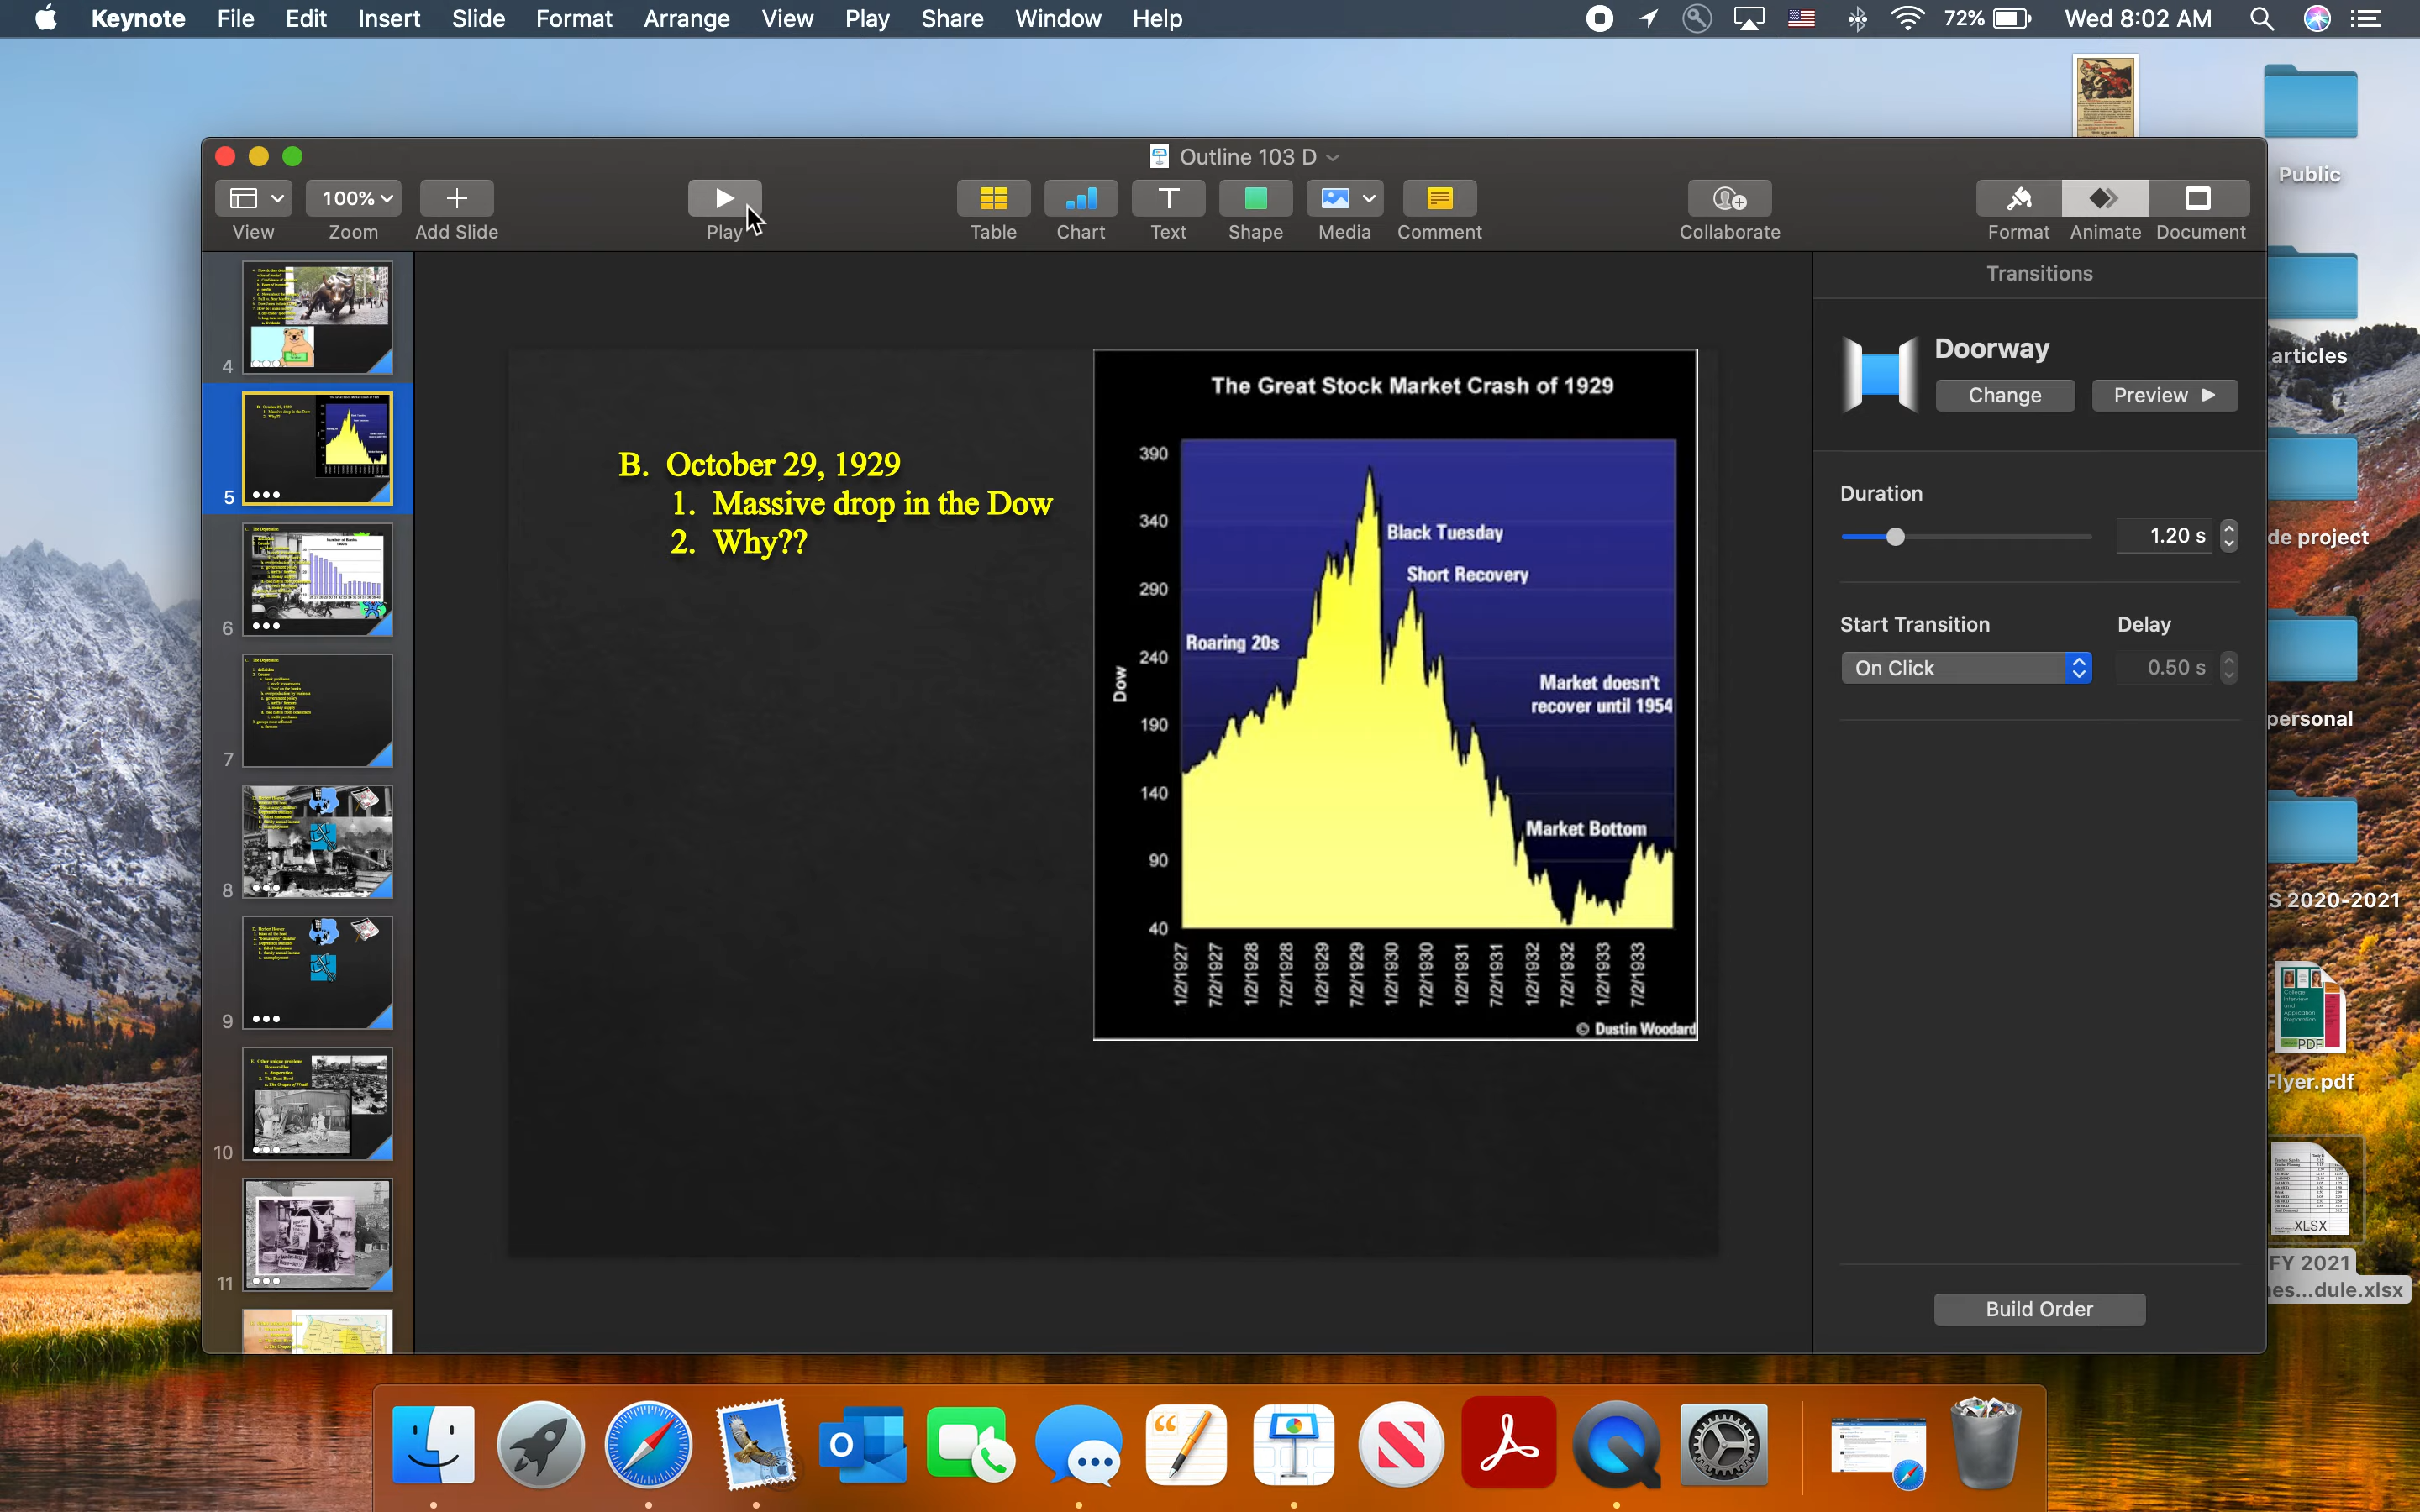 Keynote File Edit Insert Slide Format Arrange View Play Share Window Help
72% Wed 8:02 AM
Outline 103 D
100%
View Zoom Add Slide Play Table Chart Text Shape Media Comment Collaborate Format Animate Document
4
5
6
7
8
9
10
11
B. October 29, 1929
1. Massive drop in the Dow
2. Why??
The Great Stock Market Crash of 1929
390
340
290
240
190
140
90
40
Dow
Black Tuesday
Short Recovery
Roaring 20s
Market doesn't
recover until 1954
Market Bottom
1/2/1927 7/2/1927 1/2/1928 7/2/1928 1/2/1929 7/2/1929 1/2/1930 7/2/1930 1/2/1931 7/2/1931 1/2/1932 7/2/1932 1/2/1933 7/2/1933
© Dustin Woodard
Transitions
Doorway
Change Preview
Duration
1.20 s
Start Transition Delay
On Click 0.50 s
Build Order
Public
articles
de project
personal
S 2020-2021
College
Interview
and
Application
Preparation
PDF
Flyer.pdf
XLSX
FY 2021
es...dule.xlsx